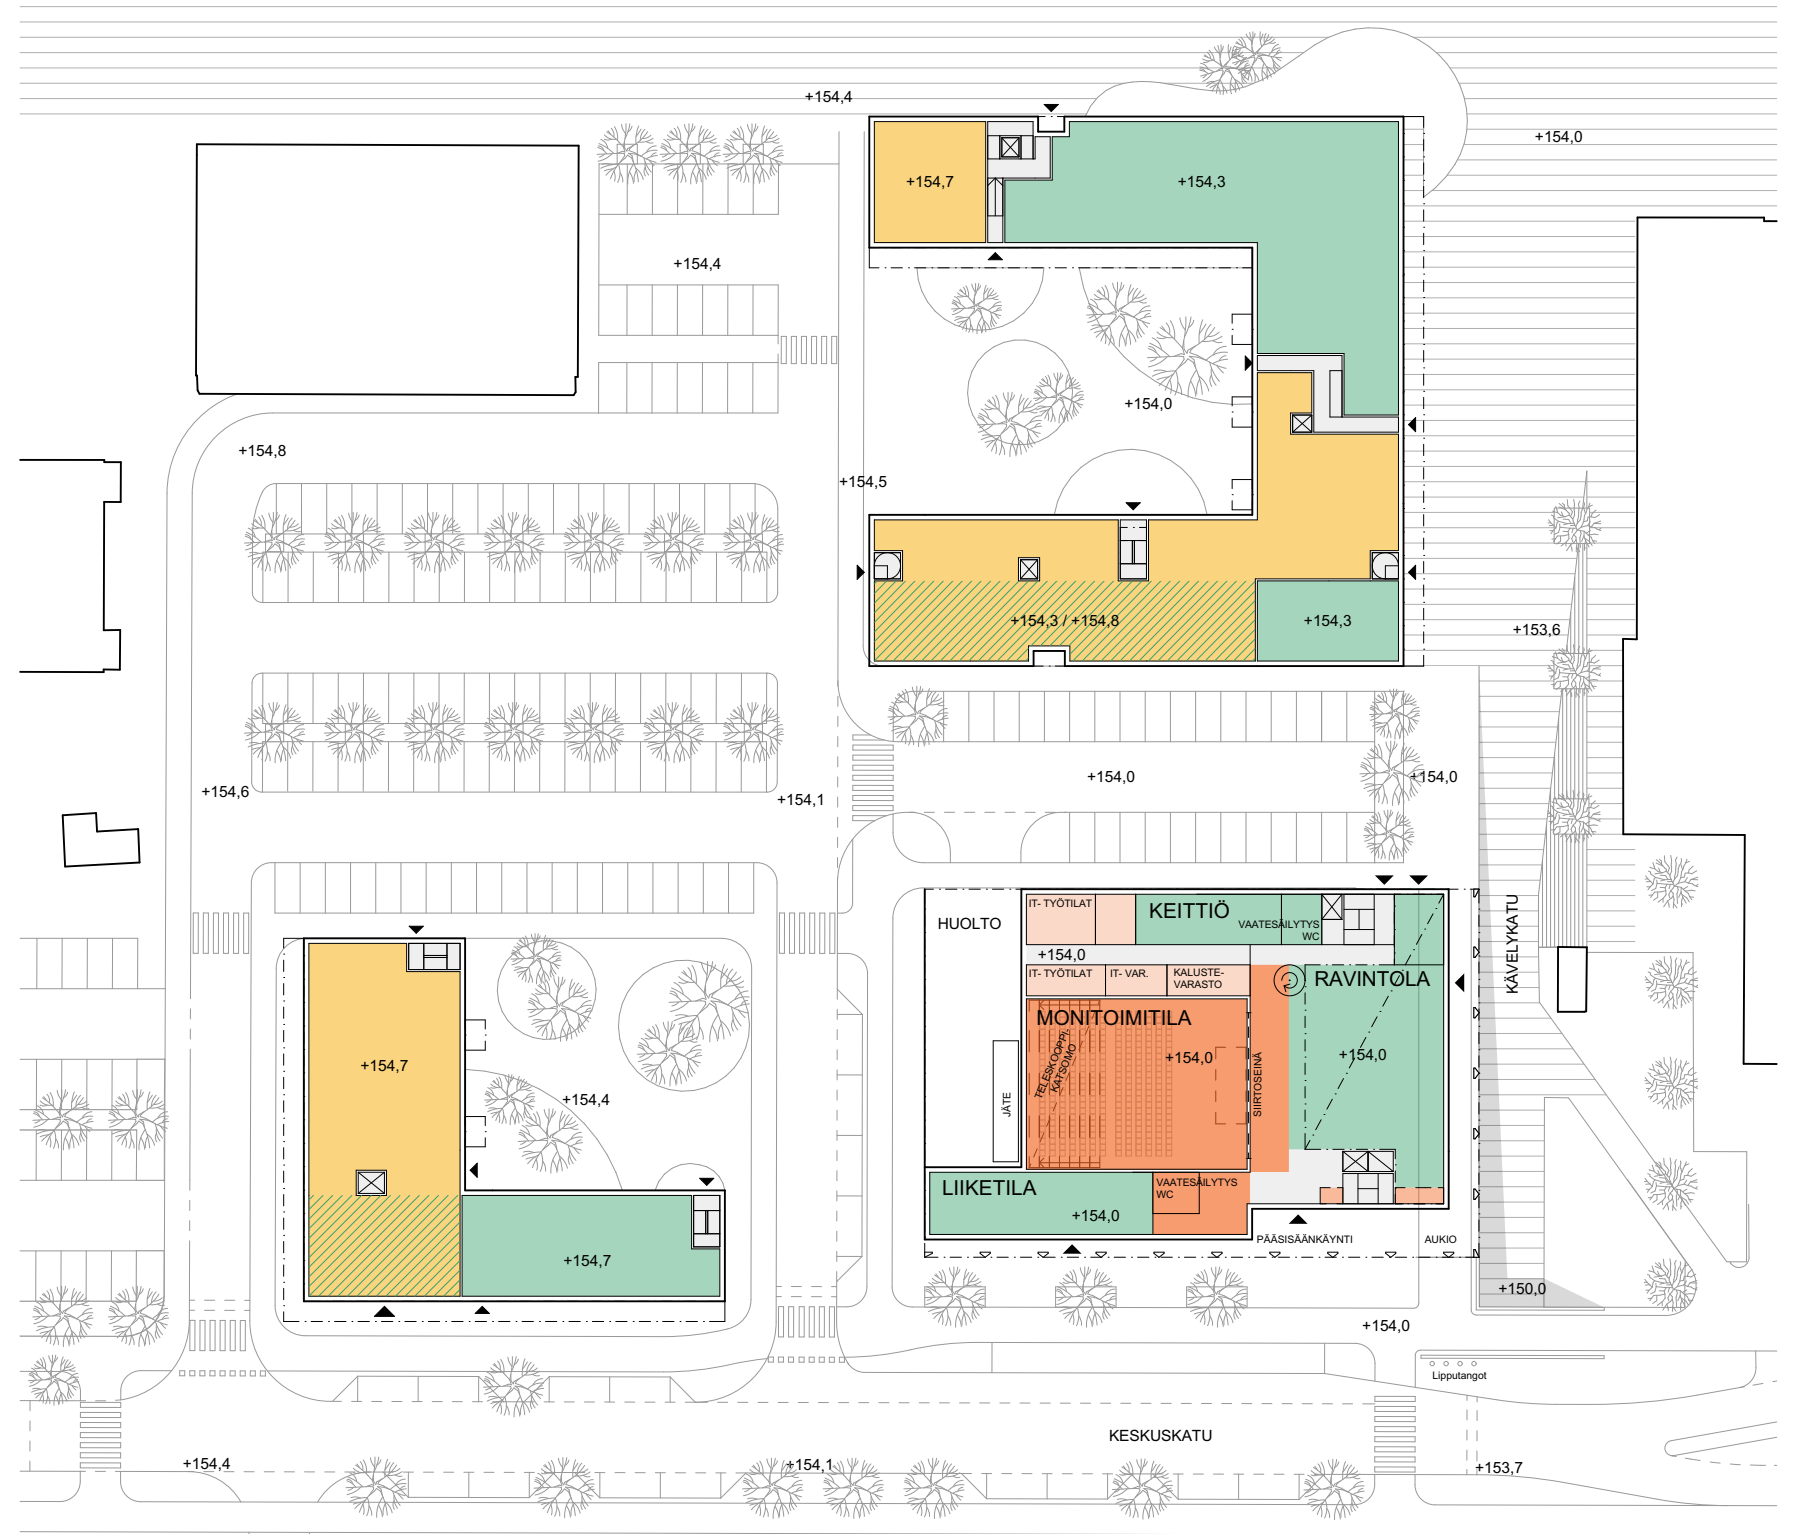 +154,4
+154,0
+154,7
+154,3
+154,4
+154,0
+154,8
+154,5
+154,3 / +154,8
+154,3
+153,6
+154,0
+154,0
+154,6
+154,1
HUOLTO
IT- TYÖTILAT
KEITTIÖ
VAATESÄILYTYS
WC
KÄVELYKATU
+154,0
IT- TYÖTILAT
IT- VAR.
KALUSTE-
VARASTO
RAVINTOLA
MONITOIMITILA
TELESKOOPPI-
KATSOMO
+154,0
SIIRTOSEINÄ
+154,0
JÄTE
+154,7
+154,4
LIIKETILA
VAATESÄILYTYS
WC
+154,0
PÄÄSISÄÄNKÄYNTI
AUKIO
+154,7
+150,0
+154,0
Lipputangot
KESKUSKATU
+154,4
+154,1
+153,7